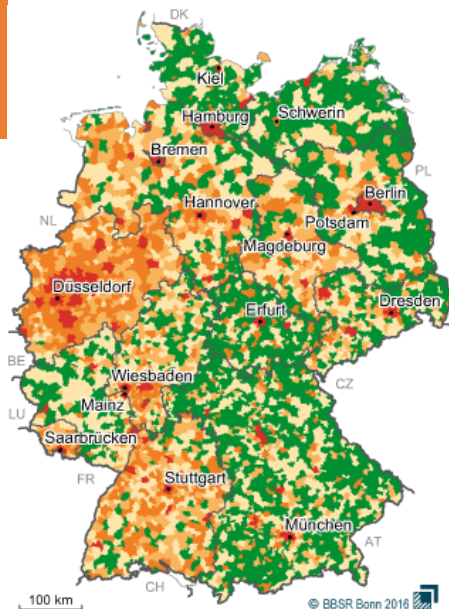 DK
Kiel
Schwerin
Hamburg
Bremen
PL
Berlin
NL
Hannover
Potsdam
Magdeburg
Düsseldorf
Erfurt
Dresden
BE
Wiesbaden
CZ
LU
Mainz
Saarbrücken
FR
Stuttgart
München
AT
CH
100 km
© BBSR Bonn 2016